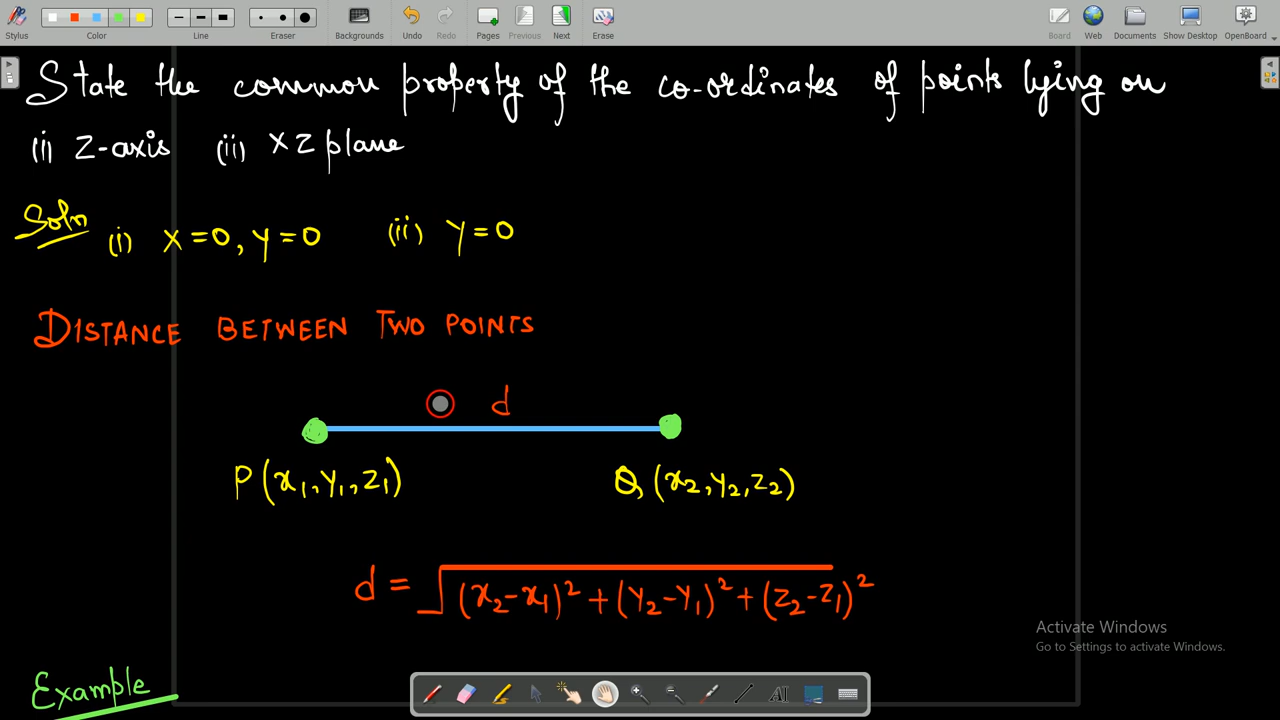 Stylus Color Line Eraser Backgrounds Undo Redo Pages Previous Next Erase Board Web Documents Show Desktop OpenBoard
State the common property of the co-ordinates of points lying on
(i) Z-axis (ii) XZ plane
Soln (i) X=0, Y=0 (ii) Y=0
DISTANCE BETWEEN TWO POINTS
d
P(x₁,Y₁,Z₁) Q(x₂,Y₂,Z₂)
d = √(x₂-x₁)² + (Y₂-Y₁)² + (Z₂-Z₁)²
Activate Windows
Go to Settings to activate Windows.
Example
AI